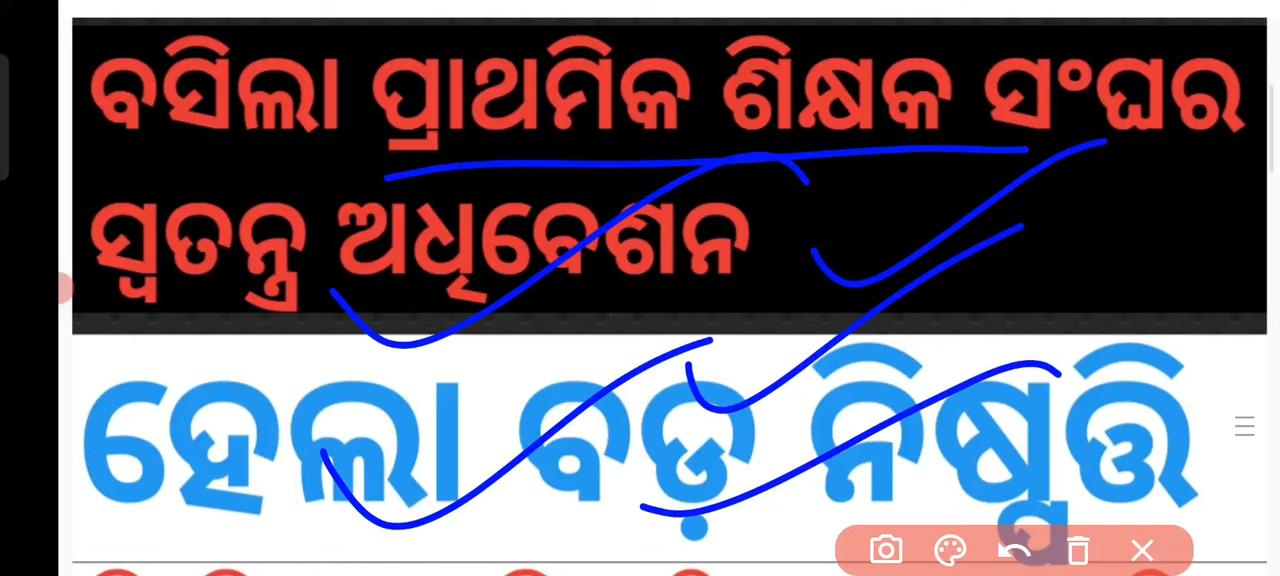 ବସିଲା ପ୍ରାଥମିକ ଶିକ୍ଷକ ସଂଘର
ସ୍ୱତନ୍ତ୍ର ଅଧିବେଶନ
ହେଲା ବଡ଼ ନିଷ୍ପତ୍ତି